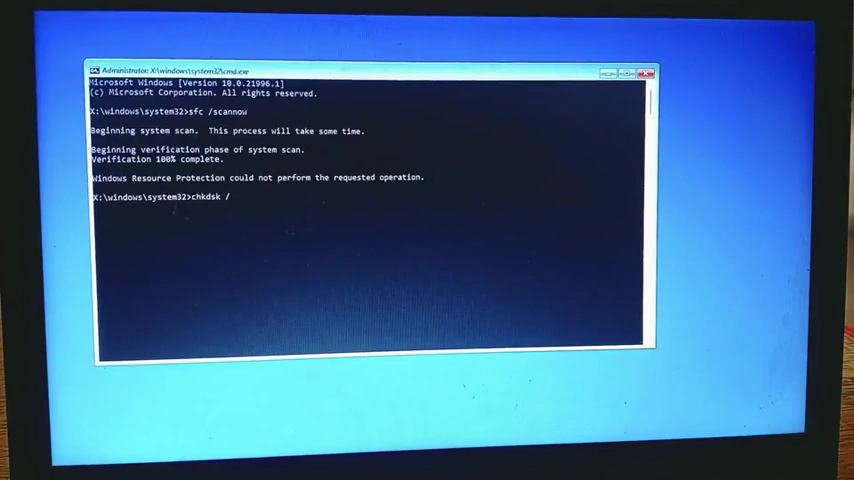 Administrator: X:\windows\system32\cmd.exe
Microsoft Windows [Version 10.0.21996.1]
(c) Microsoft Corporation. All rights reserved.
X:\windows\system32>sfc /scannow
Beginning system scan.  This process will take some time.
Beginning verification phase of system scan.
Verification 100% complete.
Windows Resource Protection could not perform the requested operation.
X:\windows\system32>chkdsk /